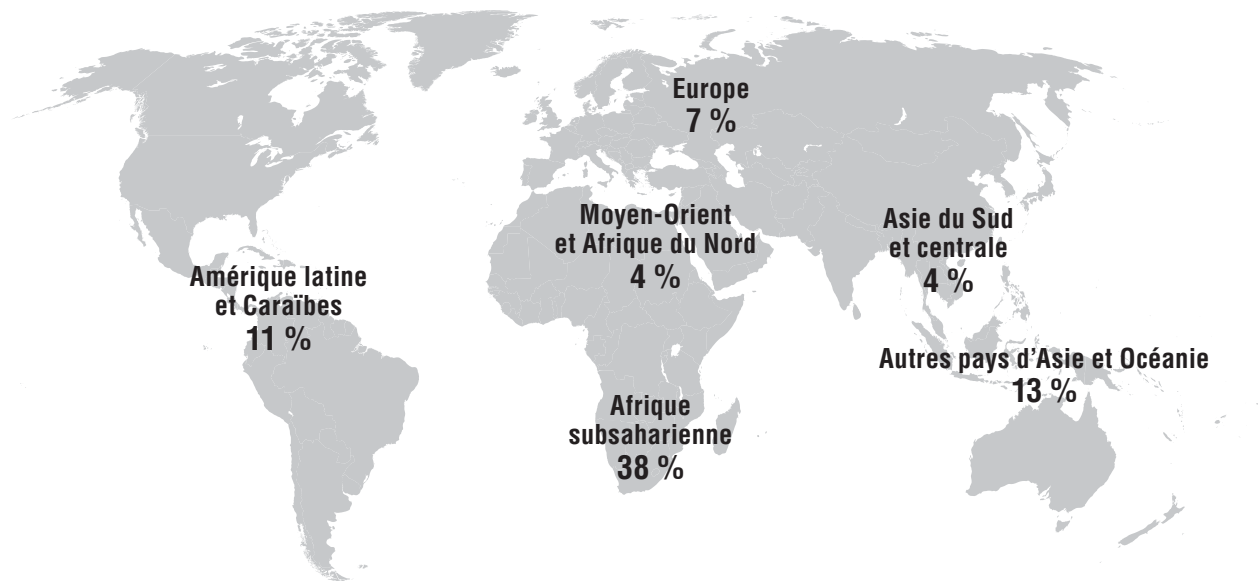 Europe
7 %
Moyen-Orient
et Afrique du Nord
4 %
Asie du Sud
et centrale
4 %
Amérique latine
et Caraïbes
11 %
Autres pays d’Asie et Océanie
13 %
Afrique
subsaharienne
38 %